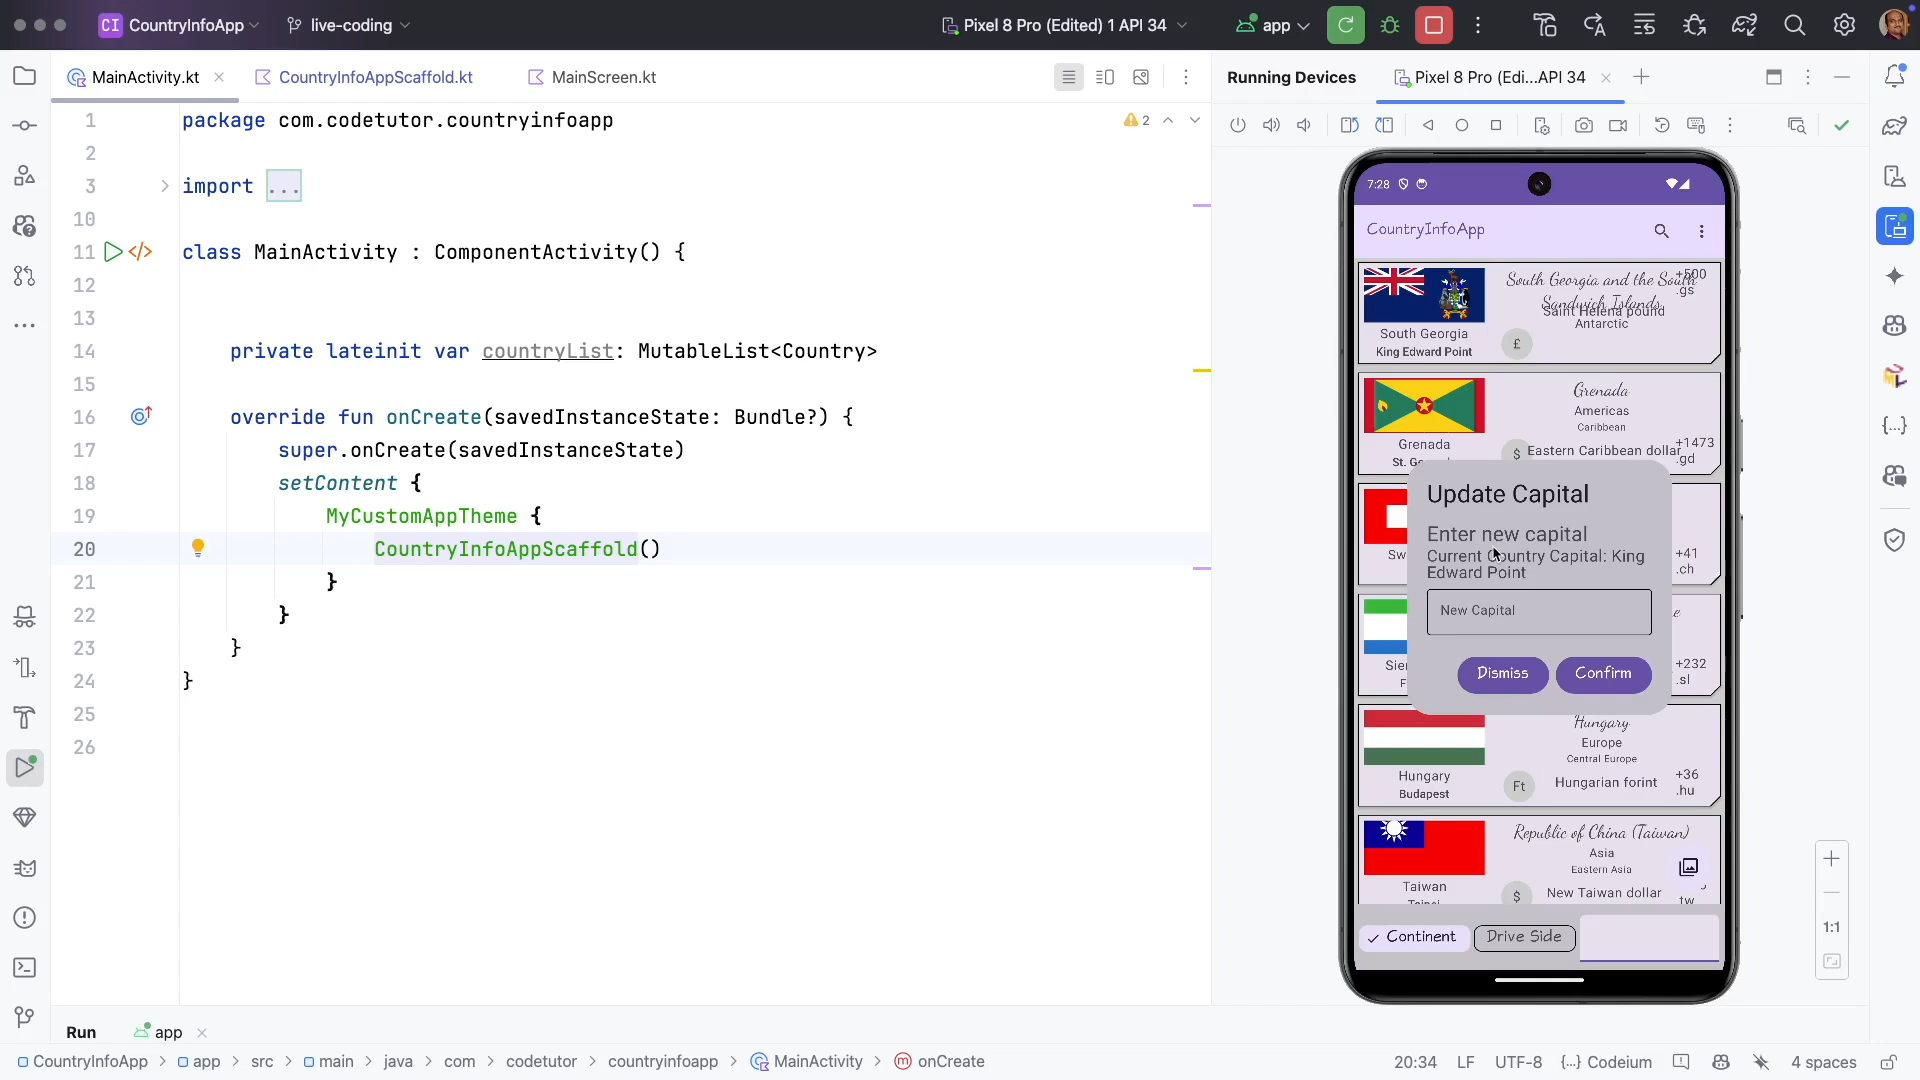 CI CountryInfoApp live-coding
Pixel 8 Pro (Edited) 1 API 34
app
MainActivity.kt
CountryInfoAppScaffold.kt
MainScreen.kt
Running Devices
Pixel 8 Pro (Edi...API 34
2
1 package com.codetutor.countryinfoapp
2
3 import ...
10
11 class MainActivity : ComponentActivity() {
12
13
14 private lateinit var countryList: MutableList<Country>
15
16 override fun onCreate(savedInstanceState: Bundle?) {
17 super.onCreate(savedInstanceState)
18 setContent {
19 MyCustomAppTheme {
20 CountryInfoAppScaffold()
21 }
22 }
23 }
24 }
25
26
7:28
CountryInfoApp
South Georgia and the South
Sandwich Islands
+500
.gs
Saint Helena pound
Antarctic
South Georgia
King Edward Point
£
Grenada
Americas
Caribbean
+1473
.gd
$ Eastern Caribbean dollar
Grenada
St. Ge
Update Capital
Enter new capital
Current Country Capital: King
Edward Point
New Capital
Dismiss
Confirm
Sw
+41
.ch
e
Sie
F
+232
.sl
Hungary
Europe
Central Europe
Hungary
Budapest
Ft
Hungarian forint
+36
.hu
Republic of China (Taiwan)
Asia
Eastern Asia
Taiwan
Taipei
$
New Taiwan dollar
.tw
Continent
Drive Side
1:1
Run
app
CountryInfoApp > app > src > main > java > com > codetutor > countryinfoapp > MainActivity > onCreate
20:34 LF UTF-8 {...} Codeium 4 spaces